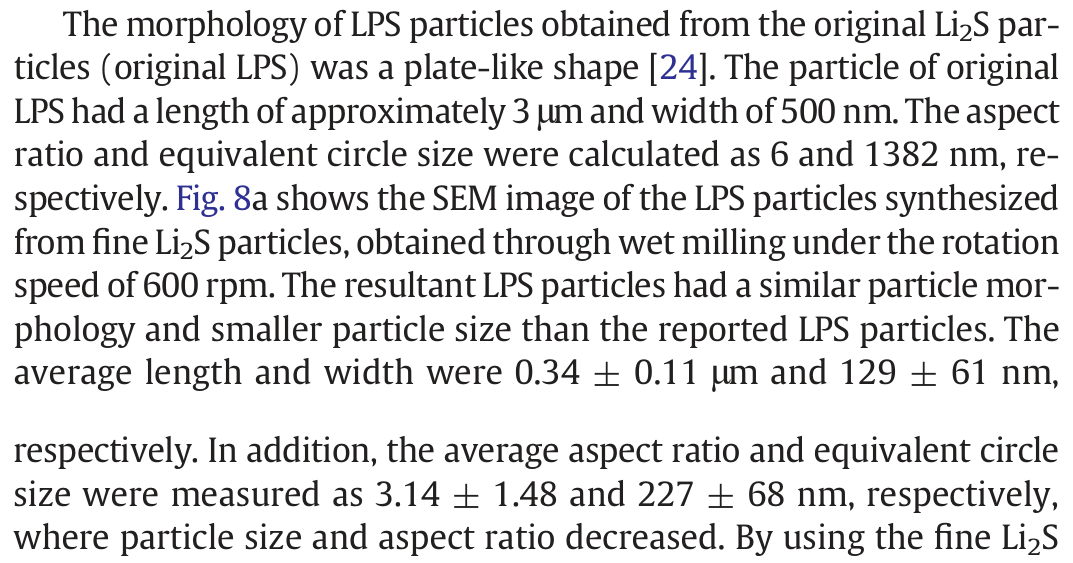 The morphology of LPS particles obtained from the original Li₂S par-
ticles (original LPS) was a plate-like shape [24]. The particle of original
LPS had a length of approximately 3 μm and width of 500 nm. The aspect
ratio and equivalent circle size were calculated as 6 and 1382 nm, re-
spectively. Fig. 8a shows the SEM image of the LPS particles synthesized
from fine Li₂S particles, obtained through wet milling under the rotation
speed of 600 rpm. The resultant LPS particles had a similar particle mor-
phology and smaller particle size than the reported LPS particles. The
average length and width were 0.34 ± 0.11 μm and 129 ± 61 nm,
respectively. In addition, the average aspect ratio and equivalent circle
size were measured as 3.14 ± 1.48 and 227 ± 68 nm, respectively,
where particle size and aspect ratio decreased. By using the fine Li₂S